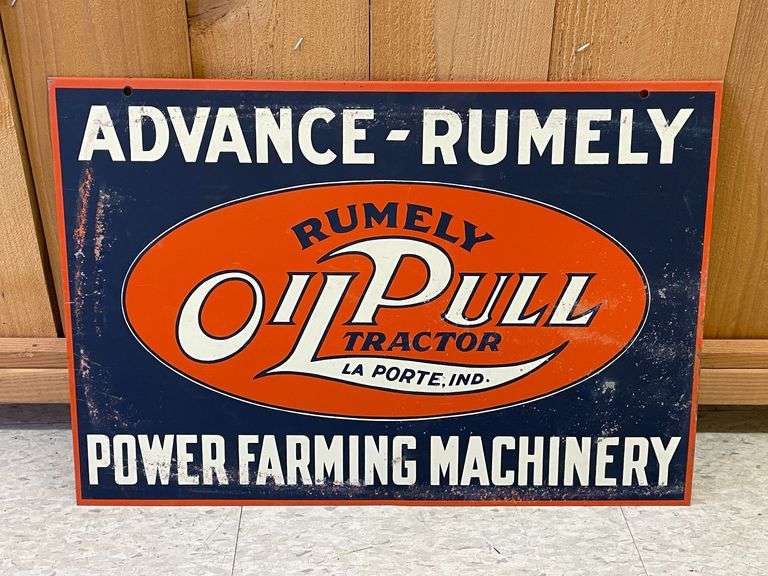 ADVANCE-RUMELY
RUMELY
OILPULL
TRACTOR
LA PORTE, IND.
POWER FARMING MACHINERY